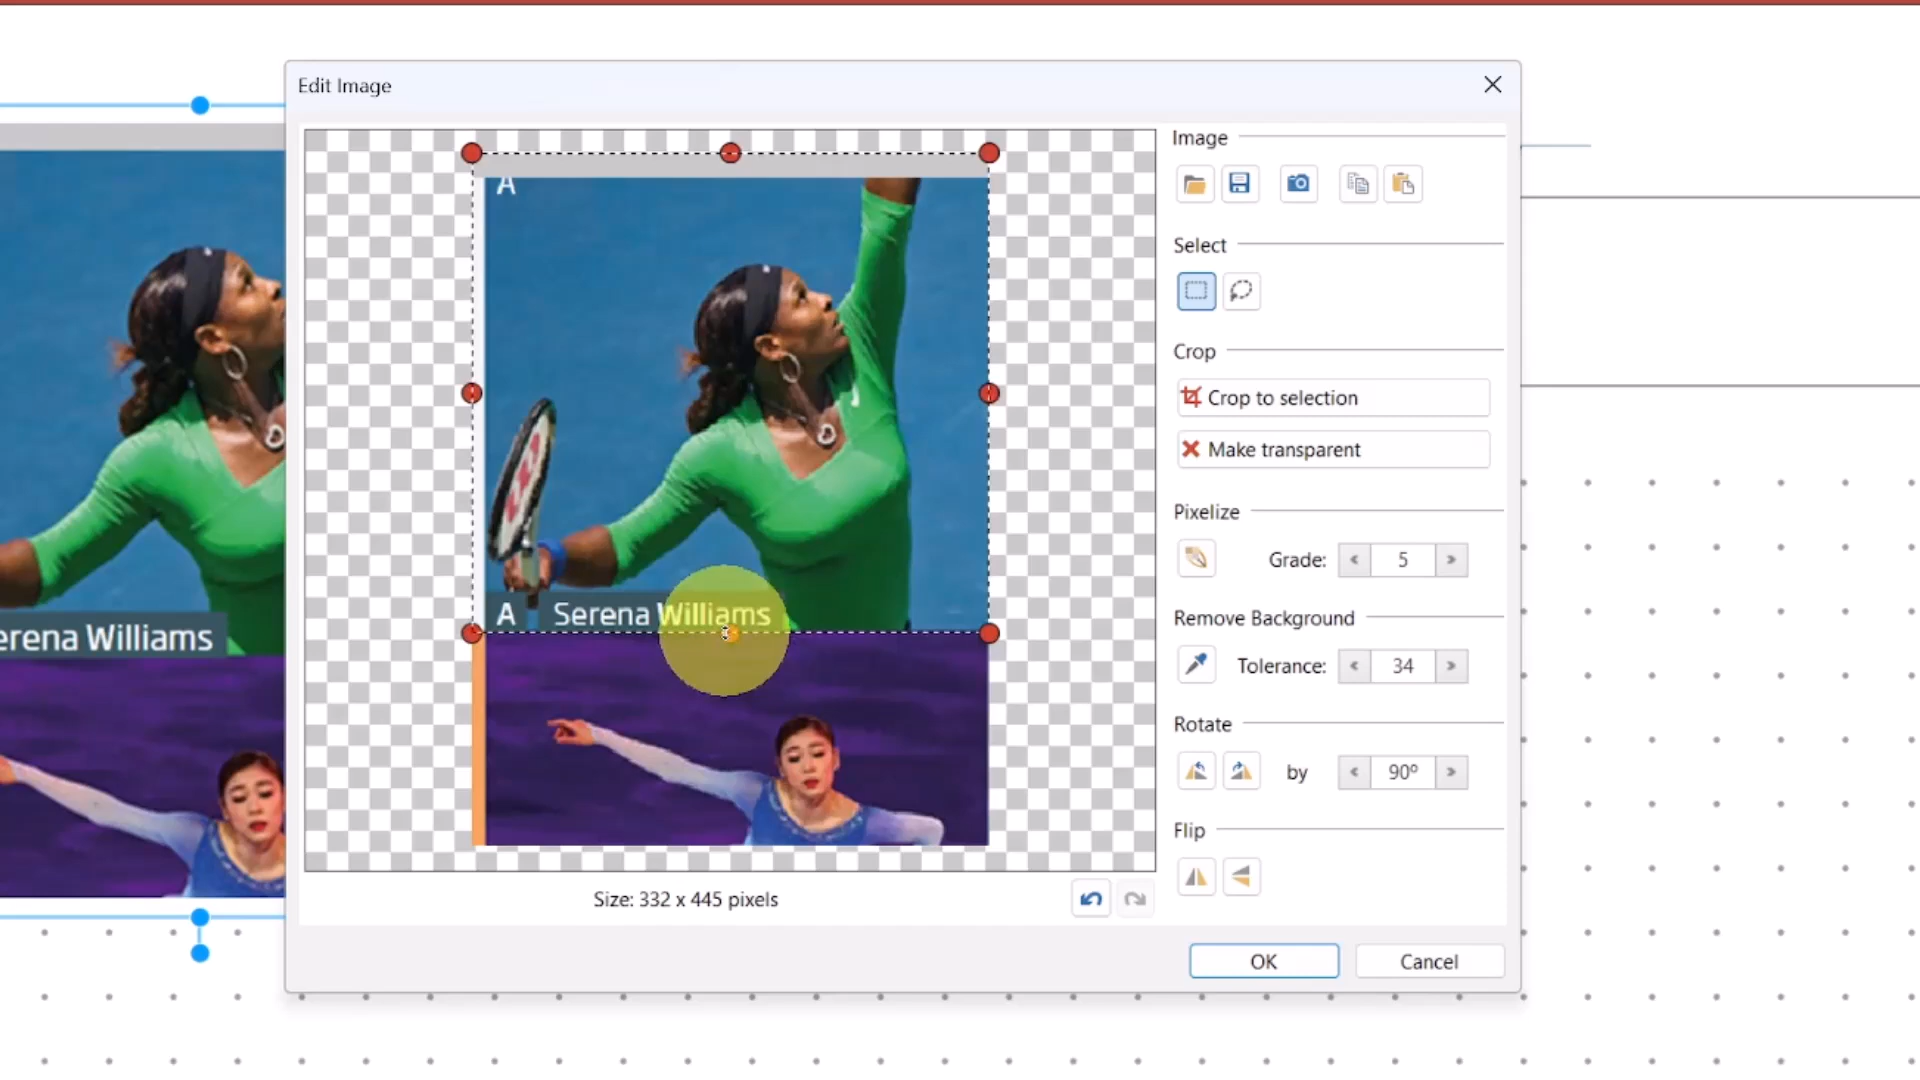 Edit Image
Image
A
Select
Crop
Crop to selection
Make transparent
Pixelize
Grade: 5
A Serena Williams
erena Williams
Remove Background
Tolerance: 34
Rotate
by 90º
Flip
Size: 332 x 445 pixels
OK Cancel